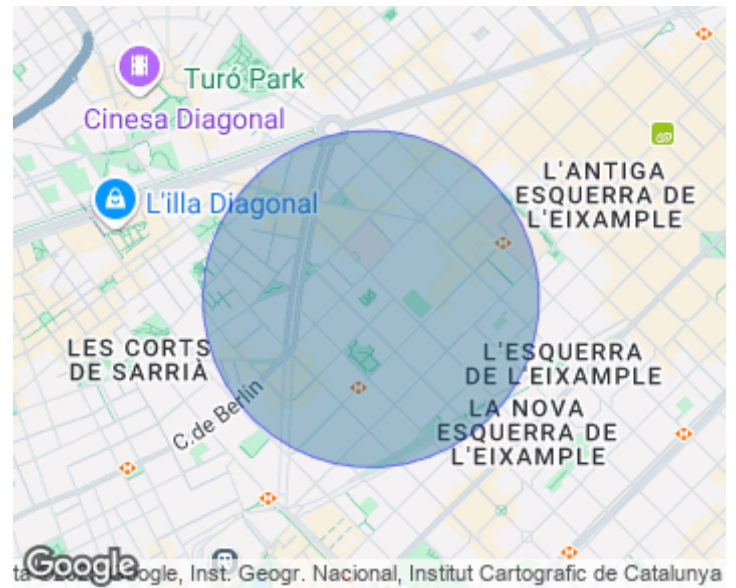 Turó Park
Cinesa Diagonal
L'ANTIGA
ESQUERRA DE
L'EIXAMPLE
L'illa Diagonal
LES CORTS
DE SARRIÀ
L'ESQUERRA
DE L'EIXAMPLE
C.de Berlín
LA NOVA
ESQUERRA DE
L'EIXAMPLE
Google
Google, Inst. Geogr. Nacional, Institut Cartografic de Catalunya